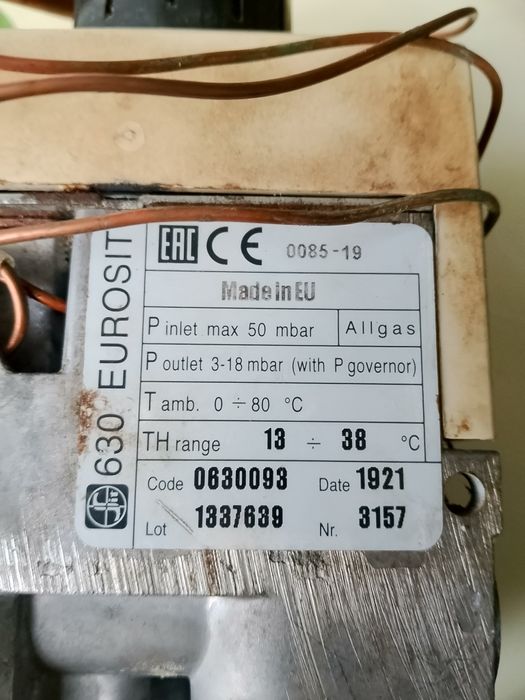 630 EUROSIT
SIT
EAC CE 0085-19
Made in EU
P inlet max 50 mbar Allgas
P outlet 3-18 mbar (with P governor)
T amb. 0 ÷ 80 °C
TH range 13 ÷ 38 °C
Code 0630093 Date 1921
Lot 1337639 Nr. 3157